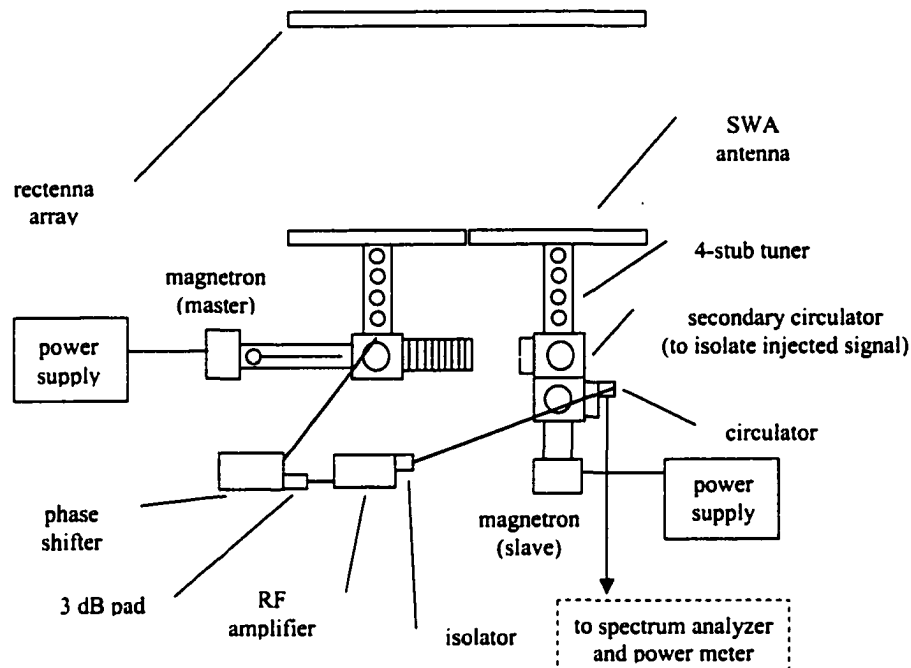 SWA
antenna
rectenna
array
4-stub tuner
magnetron
(master)
secondary circulator
(to isolate injected signal)
power
supply
circulator
power
supply
phase
shifter
magnetron
(slave)
3 dB pad
RF
amplifier
isolator
to spectrum analyzer
and power meter